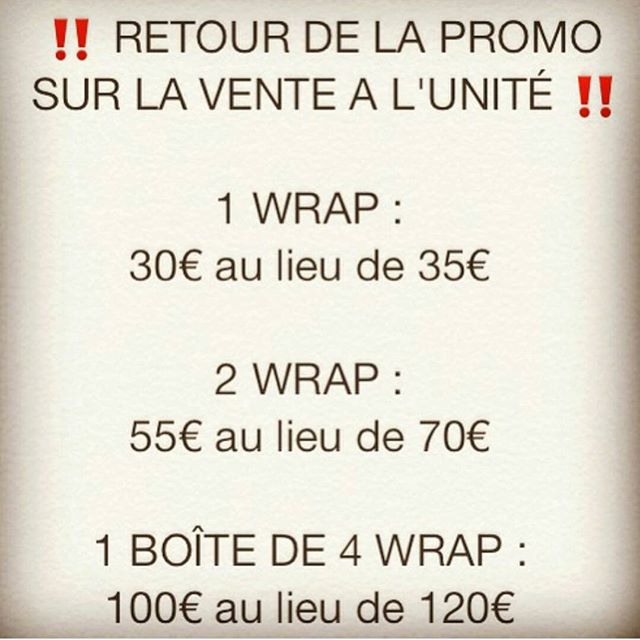 ‼️ RETOUR DE LA PROMO
SUR LA VENTE A L'UNITÉ ‼️
1 WRAP :
30€ au lieu de 35€
2 WRAP :
55€ au lieu de 70€
1 BOÎTE DE 4 WRAP :
100€ au lieu de 120€